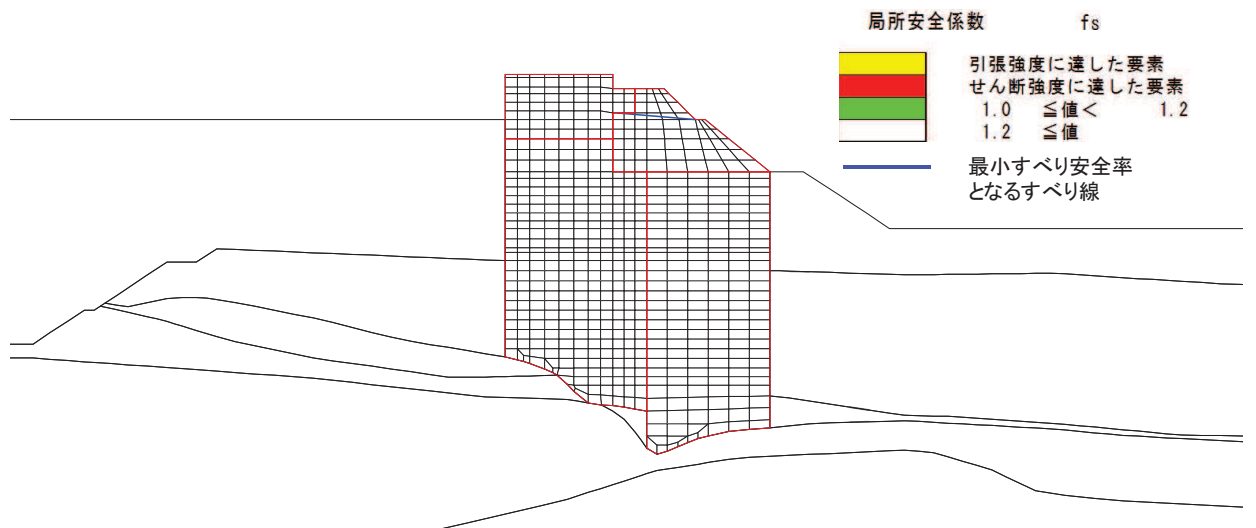 局所安全係数 fs
引張強度に達した要素
せん断強度に達した要素
1.0 ≦値< 1.2
1.2 ≦値
最小すべり安全率
となるすべり線